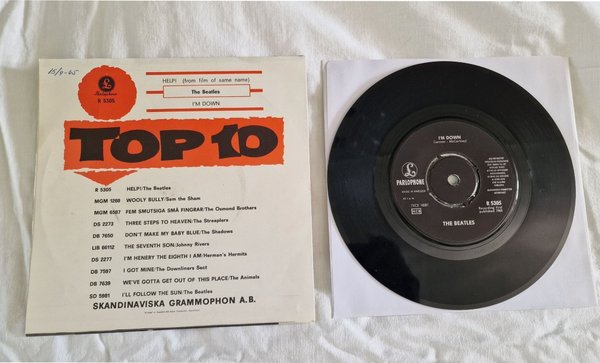 15/9-65
Parlophone
R 5305
HELP! (from film of same name)
The Beatles
I'M DOWN
TOP 10
R 5305 HELP!/The Beatles
MGM 1260 WOOLY BULLY/Sam the Sham
MGM 6587 FEM SMUTSIGA SMÅ FINGRAR/The Osmond Brothers
DS 2273 THREE STEPS TO HEAVEN/The Streaplers
DB 7650 DON'T MAKE MY BABY BLUE/The Shadows
LIB 66112 THE SEVENTH SON/Johnny Rivers
DS 2277 I'M HENERY THE EIGHTH I AM/Herman's Hermits
DB 7597 I GOT MINE/The Downliners Sect
DB 7639 WE'VE GOTTA GET OUT OF THIS PLACE/The Animals
SD 5981 I'LL FOLLOW THE SUN/The Beatles
SKANDINAVISKA GRAMMOPHON A.B.
I'M DOWN
(Lennon - McCartney)
PARLOPHONE
R 5305
THE BEATLES